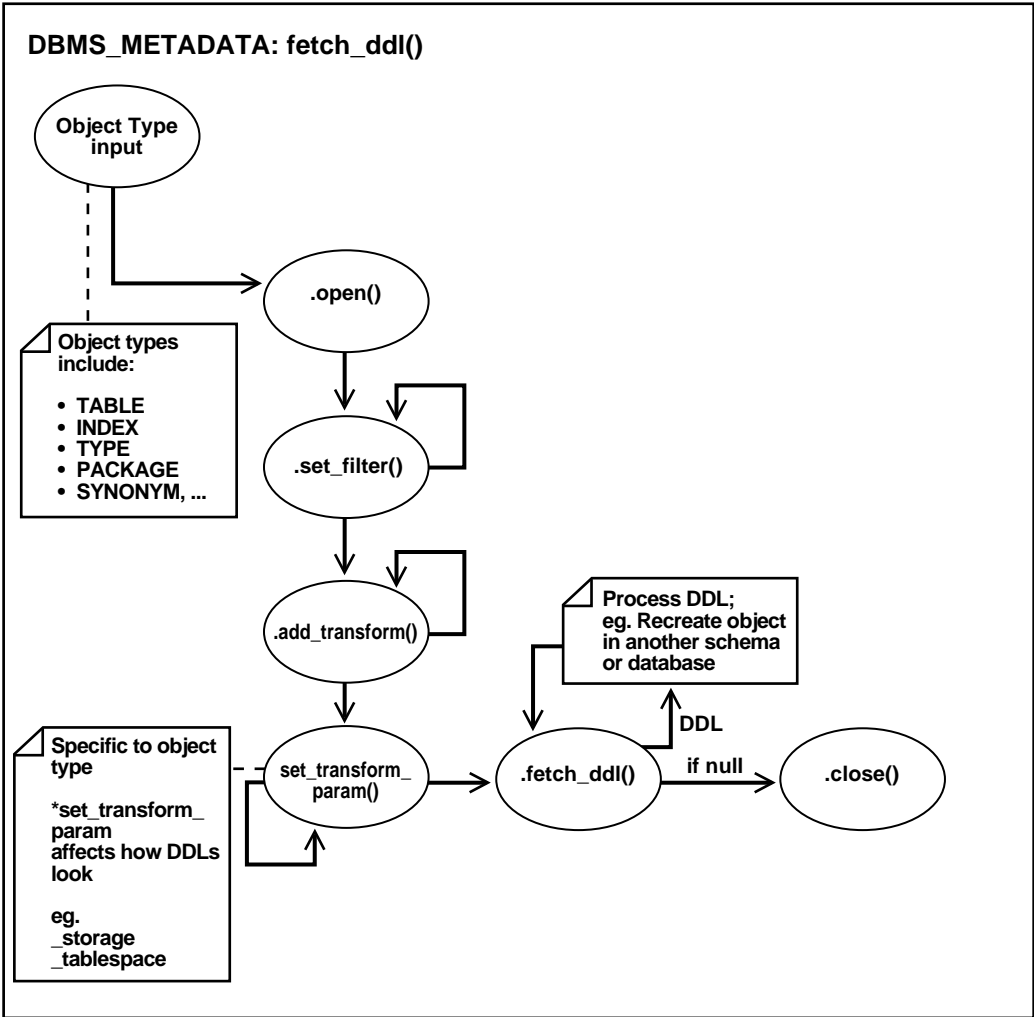 DBMS_METADATA: fetch_ddl()
Object Type
input
.open()
Object types
include:
• TABLE
• INDEX
• TYPE
• PACKAGE
• SYNONYM, ...
.set_filter()
.add_transform()
Process DDL;
eg. Recreate object
in another schema
or database
Specific to object
type
*set_transform_
param
affects how DDLs
look
eg.
_storage
_tablespace
set_transform_
param()
.fetch_ddl()
DDL
if null
.close()